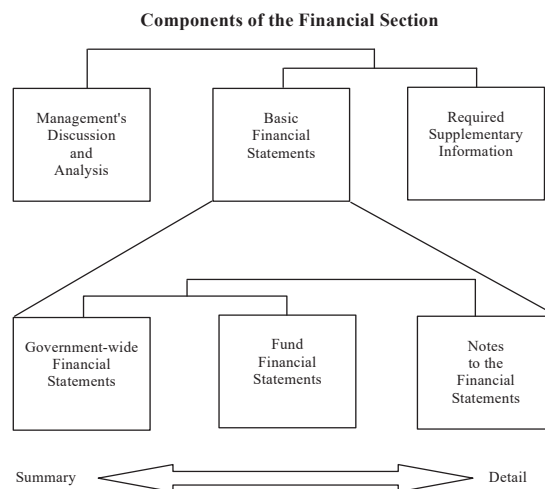 Components of the Financial Section
Management's
Discussion
and
Analysis
Basic
Financial
Statements
Required
Supplementary
Information
Government-wide
Financial
Statements
Fund
Financial
Statements
Notes
to the
Financial
Statements
Summary
Detail